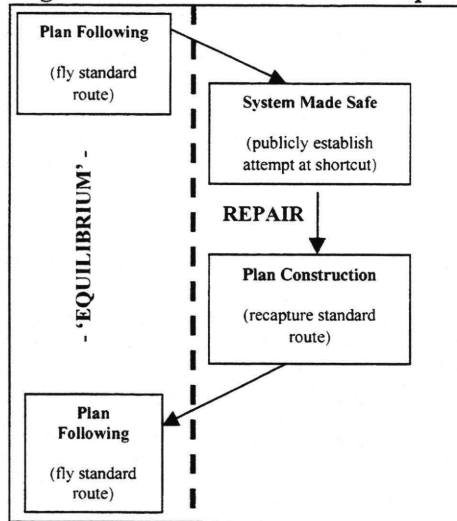 Plan Following
(fly standard
route)
System Made Safe
(publicly establish
attempt at shortcut)
- 'EQUILIBRIUM' -
REPAIR
Plan Construction
(recapture standard
route)
Plan
Following
(fly standard
route)